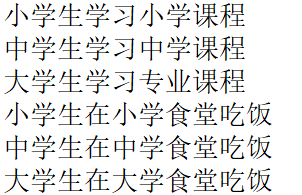 小学生学习小学课程
中学生学习中学课程
大学生学习专业课程
小学生在小学食堂吃饭
中学生在中学食堂吃饭
大学生在大学食堂吃饭